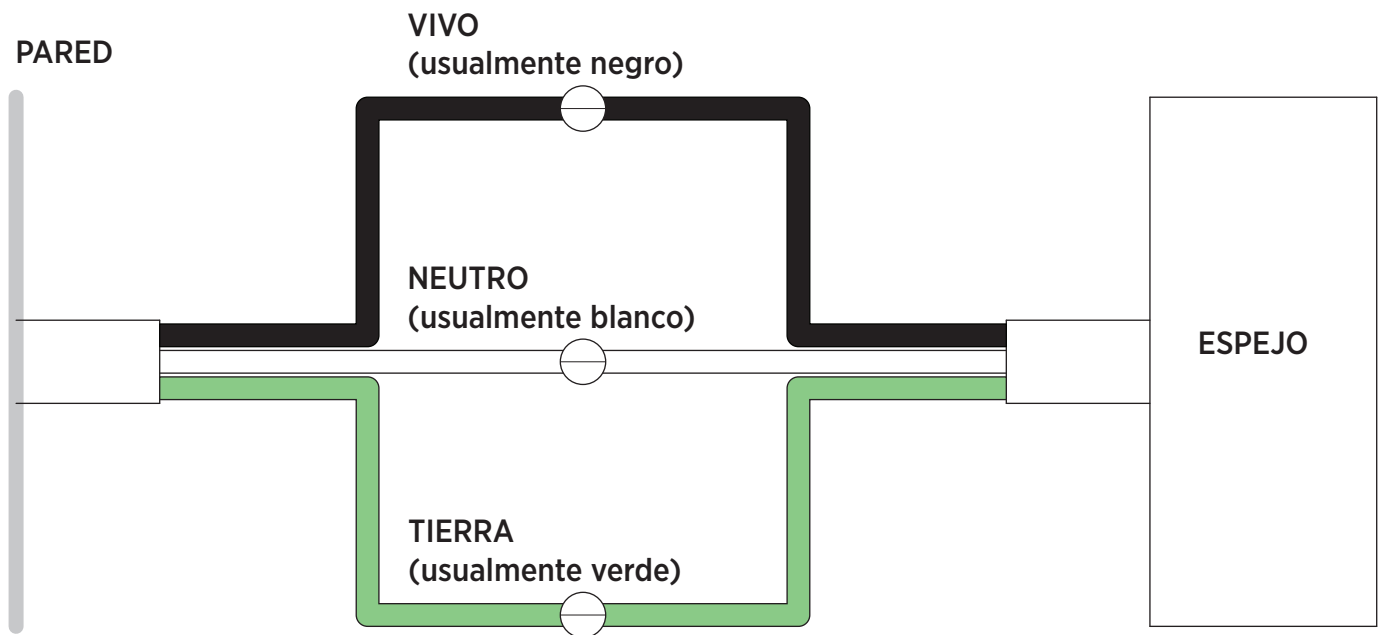 VIVO
(usualmente negro)
PARED
NEUTRO
(usualmente blanco)
ESPEJO
TIERRA
(usualmente verde)